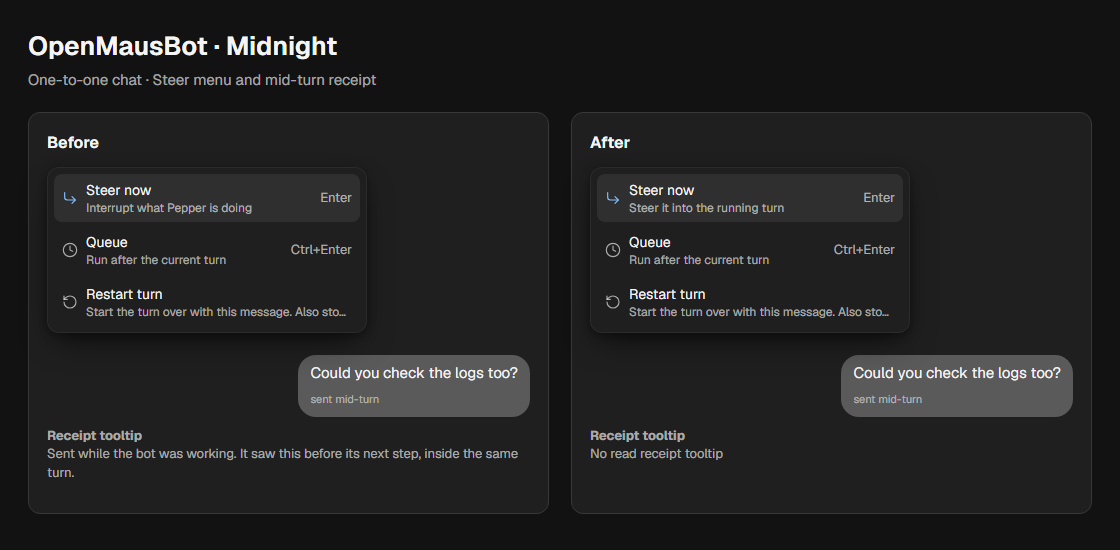 OpenMausBot · Midnight
One-to-one chat · Steer menu and mid-turn receipt
Before
Steer now
Interrupt what Pepper is doing
Enter
Queue
Run after the current turn
Ctrl+Enter
Restart turn
Start the turn over with this message. Also sto…
Could you check the logs too?
sent mid-turn
Receipt tooltip
Sent while the bot was working. It saw this before its next step, inside the same
turn.
After
Steer now
Steer it into the running turn
Enter
Queue
Run after the current turn
Ctrl+Enter
Restart turn
Start the turn over with this message. Also sto…
Could you check the logs too?
sent mid-turn
Receipt tooltip
No read receipt tooltip